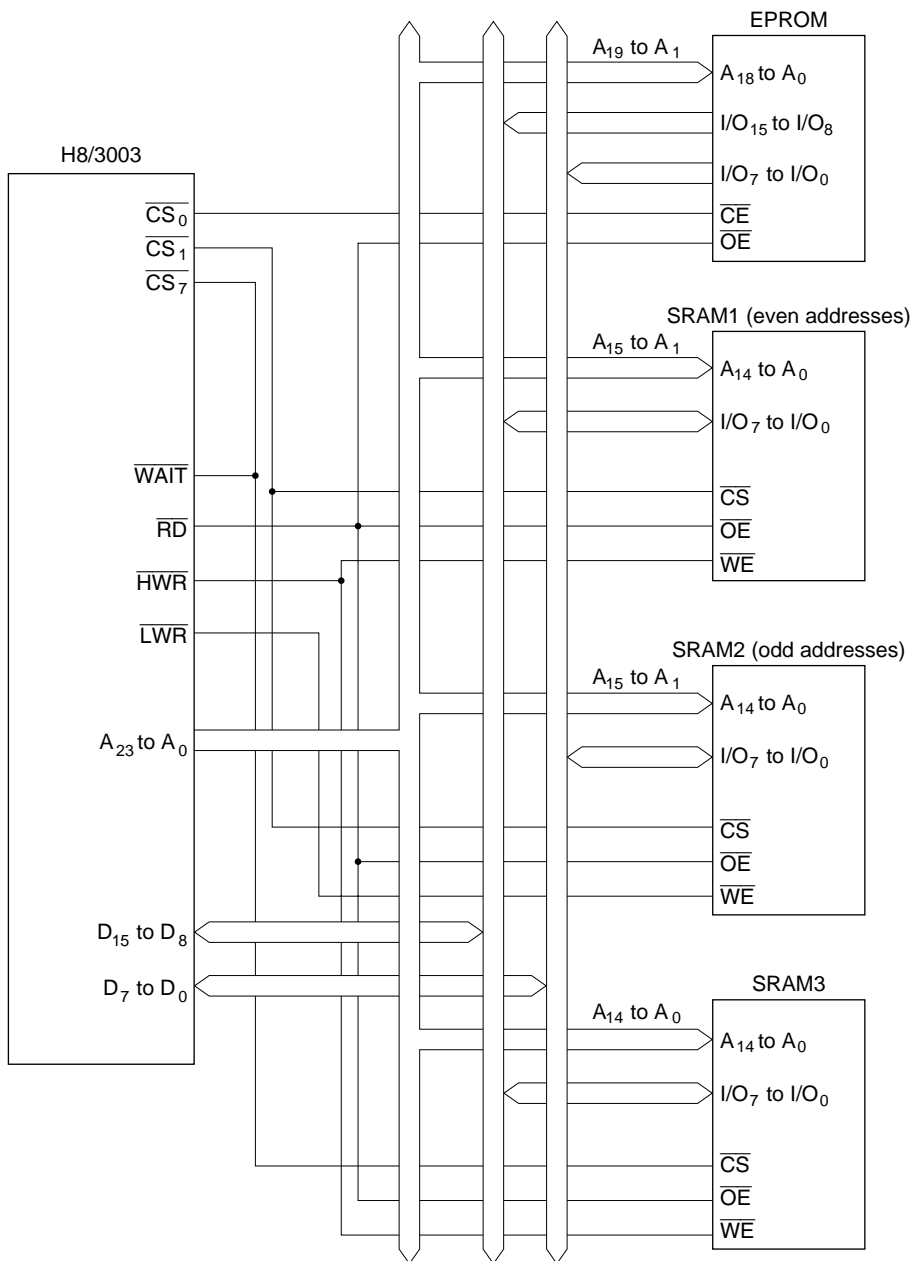 EPROM
A19 to A1
A18 to A0
I/O15 to I/O8
I/O7 to I/O0
CE
OE
H8/3003
CS0
CS1
CS7
WAIT
RD
HWR
LWR
A23 to A0
D15 to D8
D7 to D0
SRAM1 (even addresses)
A15 to A1
A14 to A0
I/O7 to I/O0
CS
OE
WE
SRAM2 (odd addresses)
A15 to A1
A14 to A0
I/O7 to I/O0
CS
OE
WE
SRAM3
A14 to A0
A14 to A0
I/O7 to I/O0
CS
OE
WE